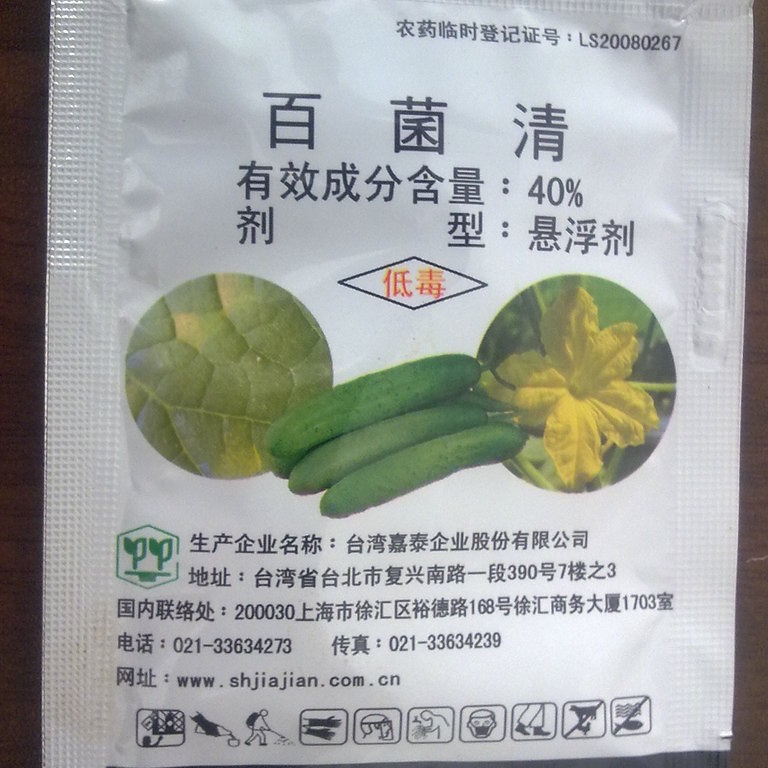 农药临时登记证号：LS20080267
百菌清
有效成分含量：40%
剂型：悬浮剂
低毒
生产企业名称：台湾嘉泰企业股份有限公司
地址：台湾省台北市复兴南路一段390号7楼之3
国内联络处：200030上海市徐汇区裕德路168号徐汇商务大厦1703室
电话：021-33634273 传真：021-33634239
网址：www.shjiajian.com.cn